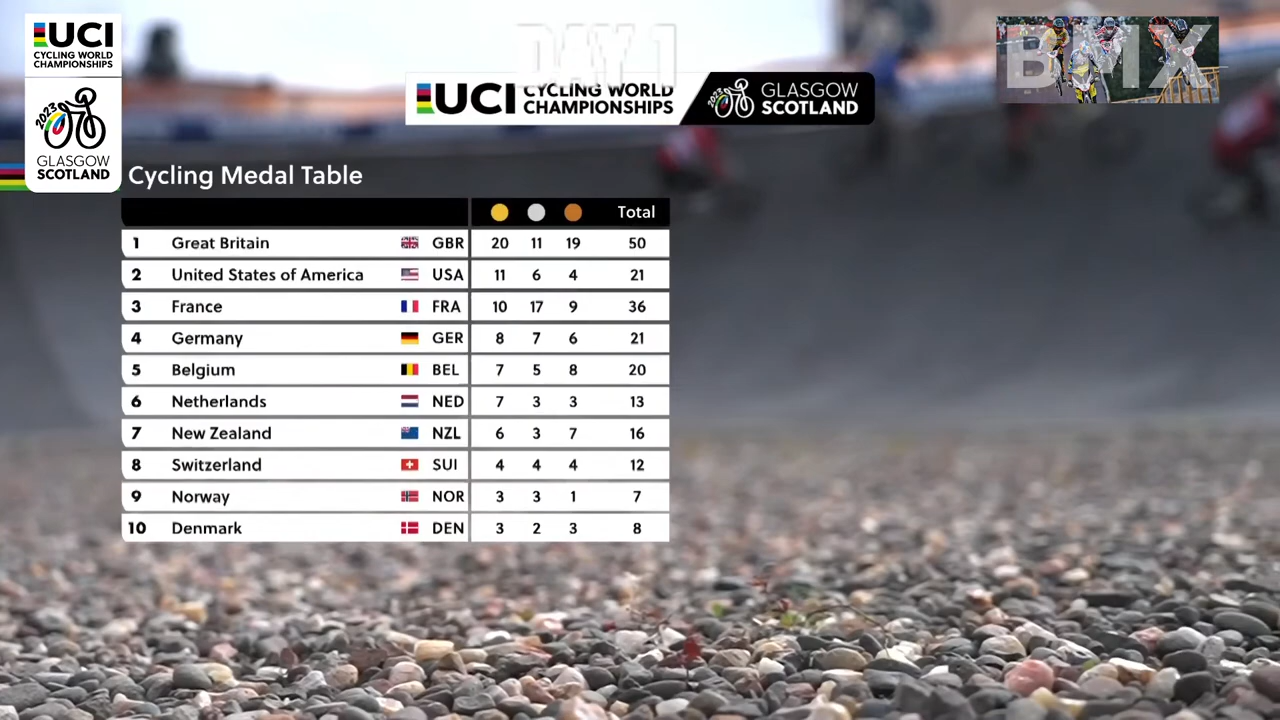 UCI
CYCLING WORLD
CHAMPIONSHIPS
2023
GLASGOW
SCOTLAND
DAY 1
UCI CYCLING WORLD CHAMPIONSHIPS
2023 GLASGOW SCOTLAND
BMX
Cycling Medal Table
Total
1 Great Britain GBR 20 11 19 50
2 United States of America USA 11 6 4 21
3 France FRA 10 17 9 36
4 Germany GER 8 7 6 21
5 Belgium BEL 7 5 8 20
6 Netherlands NED 7 3 3 13
7 New Zealand NZL 6 3 7 16
8 Switzerland SUI 4 4 4 12
9 Norway NOR 3 3 1 7
10 Denmark DEN 3 2 3 8